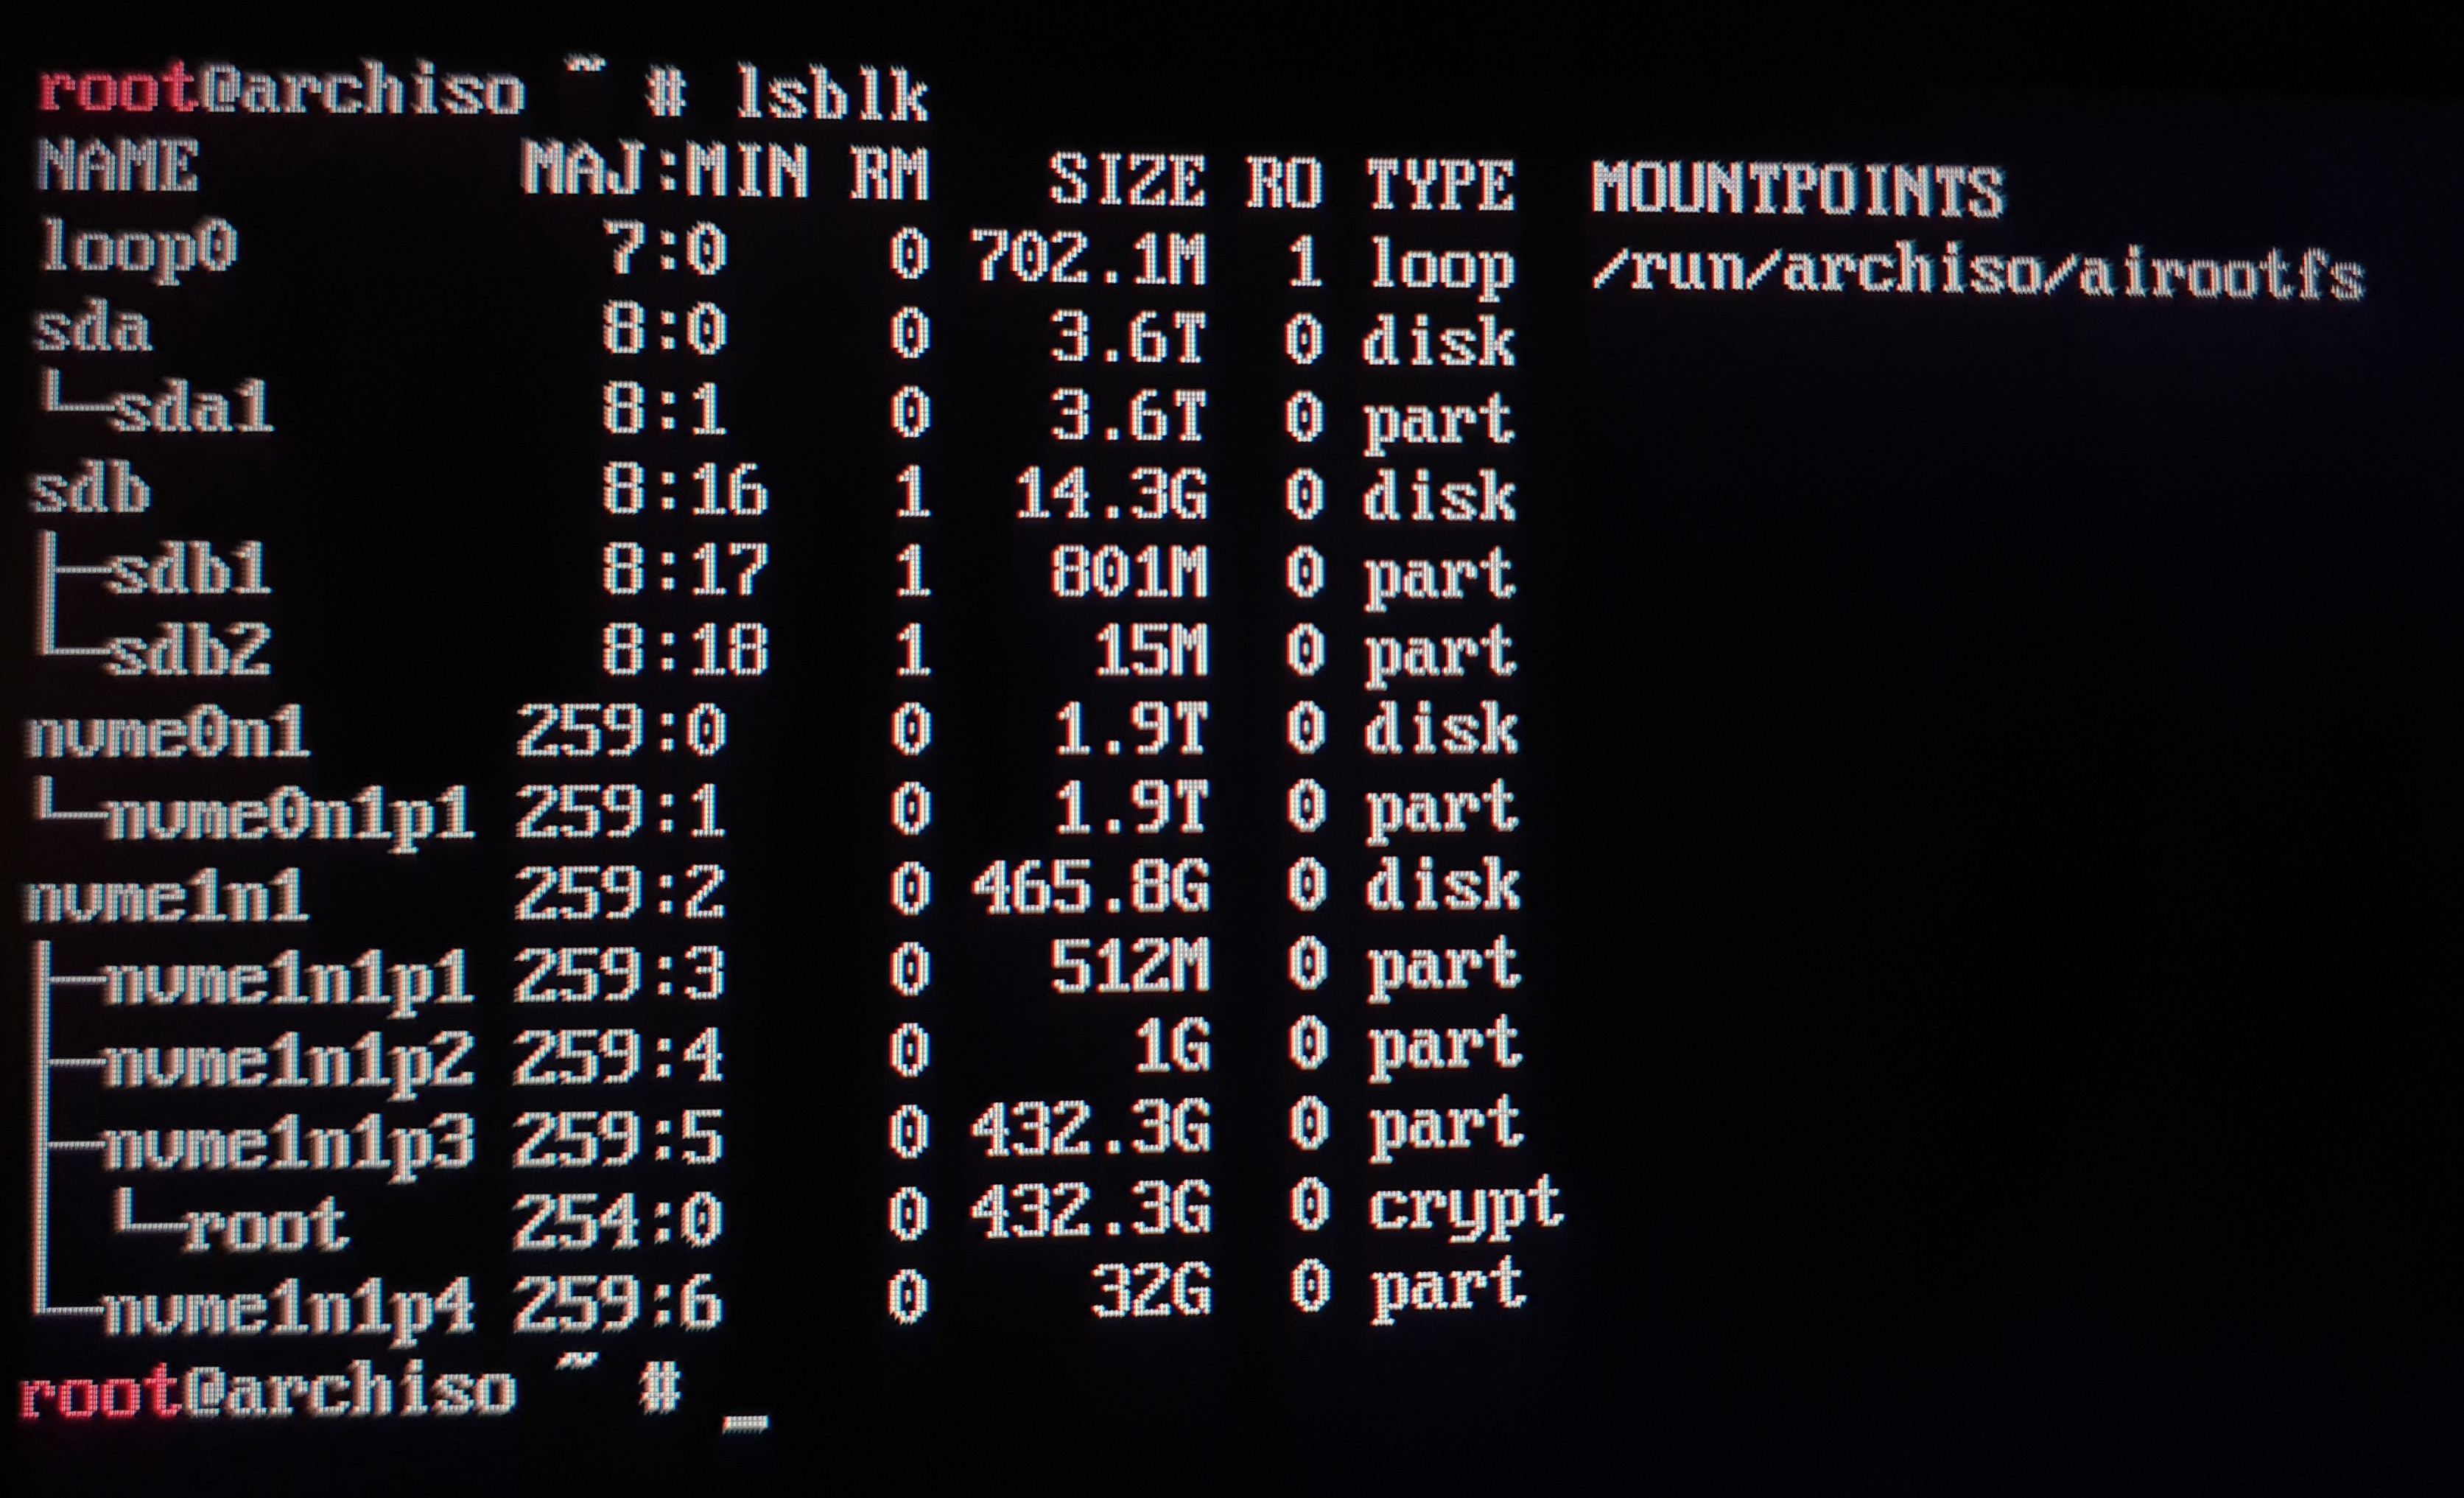 root@archiso ~ # lsblk
NAME        MAJ:MIN RM   SIZE RO TYPE  MOUNTPOINTS
loop0         7:0    0 702.1M  1 loop  /run/archiso/airootfs
sda           8:0    0   3.6T  0 disk
└─sda1        8:1    0   3.6T  0 part
sdb           8:16   1  14.3G  0 disk
├─sdb1        8:17   1   801M  0 part
└─sdb2        8:18   1    15M  0 part
nvme0n1     259:0    0   1.9T  0 disk
└─nvme0n1p1 259:1    0   1.9T  0 part
nvme1n1     259:2    0 465.8G  0 disk
├─nvme1n1p1 259:3    0   512M  0 part
├─nvme1n1p2 259:4    0     1G  0 part
├─nvme1n1p3 259:5    0 432.3G  0 part
│ └─root    254:0    0 432.3G  0 crypt
└─nvme1n1p4 259:6    0    32G  0 part
root@archiso ~ # _